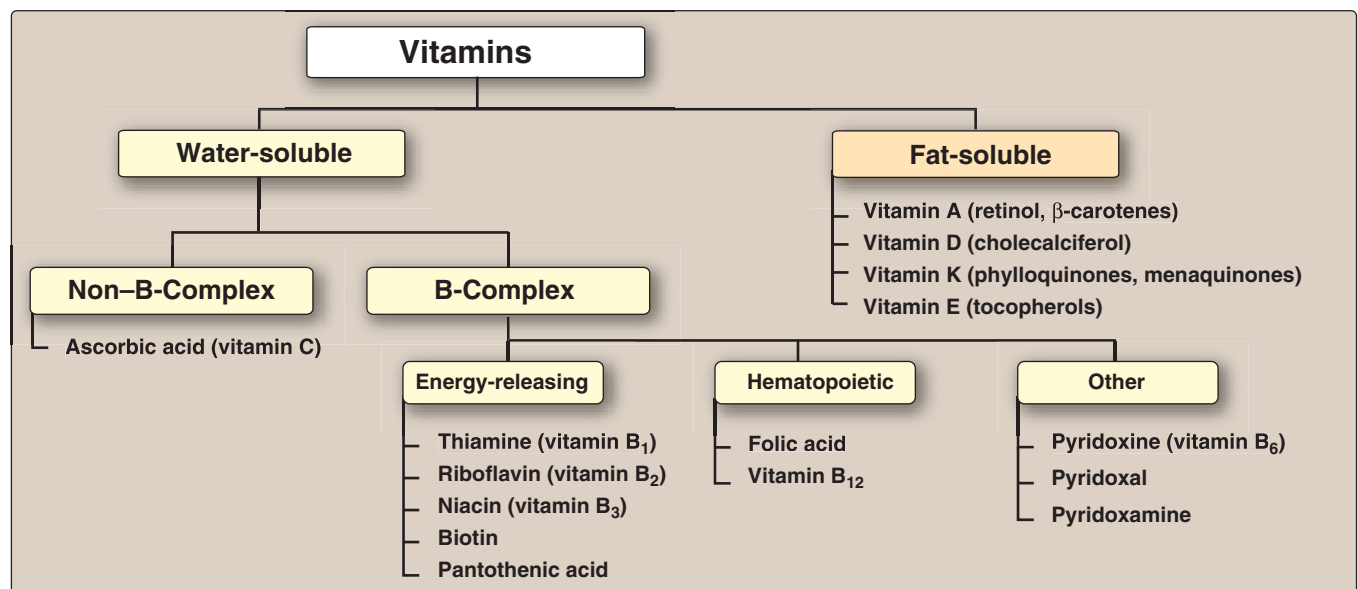 Vitamins
Water-soluble
Fat-soluble
Vitamin A (retinol, β-carotenes)
Vitamin D (cholecalciferol)
Vitamin K (phylloquinones, menaquinones)
Vitamin E (tocopherols)
Non–B-Complex
B-Complex
Ascorbic acid (vitamin C)
Energy-releasing
Hematopoietic
Other
Thiamine (vitamin B₁)
Riboflavin (vitamin B₂)
Niacin (vitamin B₃)
Biotin
Pantothenic acid
Folic acid
Vitamin B₁₂
Pyridoxine (vitamin B₆)
Pyridoxal
Pyridoxamine